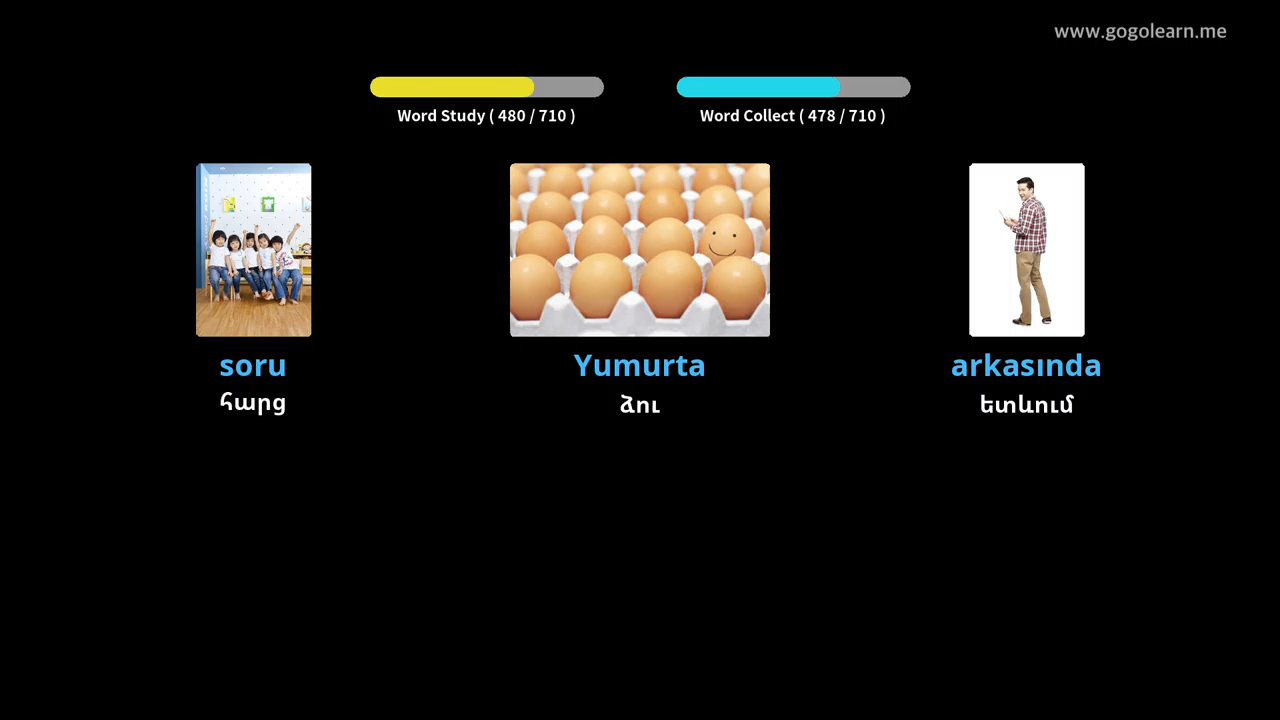 www.gogolearn.me
Word Study ( 480 / 710 )
Word Collect ( 478 / 710 )
soru
հարց
Yumurta
ձու
arkasında
ետևում